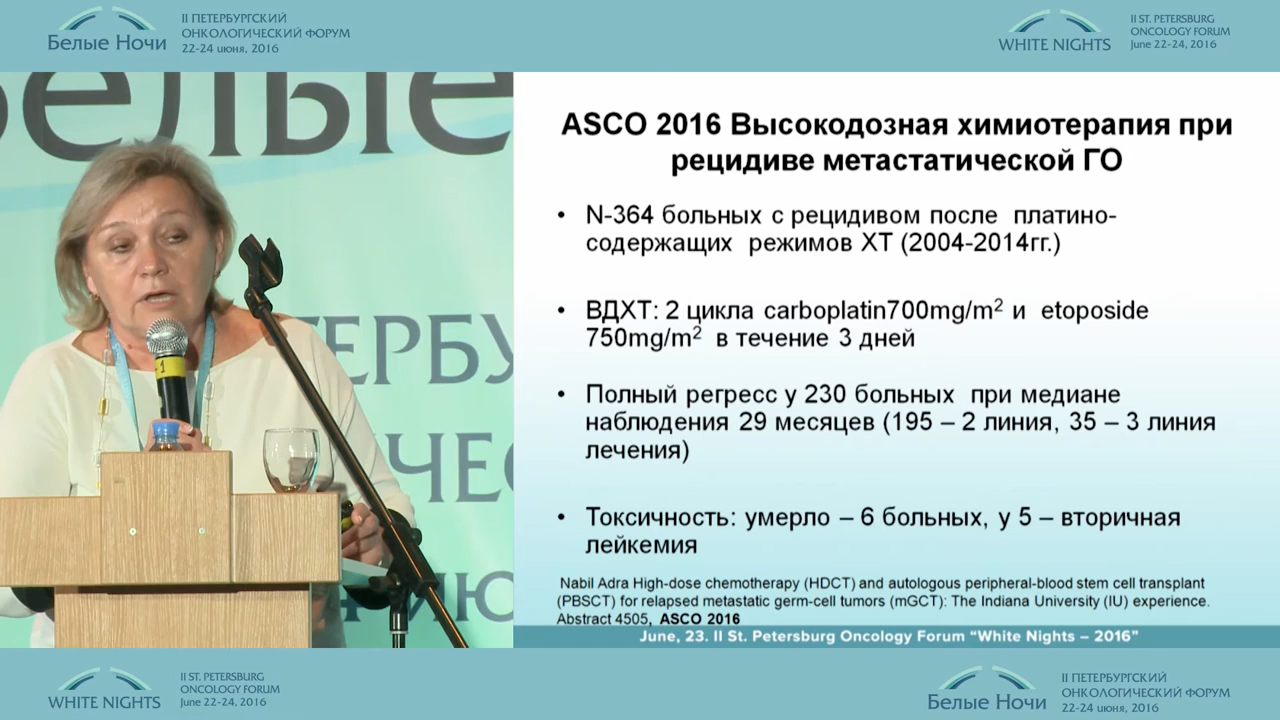 II ПЕТЕРБУРГСКИЙ
ОНКОЛОГИЧЕСКИЙ ФОРУМ
Белые Ночи
22-24 июня, 2016
II ST. PETERSBURG
ONCOLOGY FORUM
WHITE NIGHTS
June 22-24, 2016
Белые
ТЕРБУ
ЧЕС
ИЮ
-1
ASCO 2016 Высокодозная химиотерапия при
рецидиве метастатической ГО
• N-364 больных с рецидивом после платино-
содержащих режимов ХТ (2004-2014гг.)
• ВДХТ: 2 цикла carboplatin700mg/m² и etoposide
750mg/m² в течение 3 дней
• Полный регресс у 230 больных при медиане
наблюдения 29 месяцев (195 – 2 линия, 35 – 3 линия
лечения)
• Токсичность: умерло – 6 больных, у 5 – вторичная
лейкемия
Nabil Adra High-dose chemotherapy (HDCT) and autologous peripheral-blood stem cell transplant
(PBSCT) for relapsed metastatic germ-cell tumors (mGCT): The Indiana University (IU) experience.
Abstract 4505, ASCO 2016
June, 23. II St. Petersburg Oncology Forum “White Nights – 2016”
II ST. PETERSBURG
ONCOLOGY FORUM
WHITE NIGHTS
June 22-24, 2016
II ПЕТЕРБУРГСКИЙ
ОНКОЛОГИЧЕСКИЙ ФОРУМ
Белые Ночи
22-24 июня, 2016